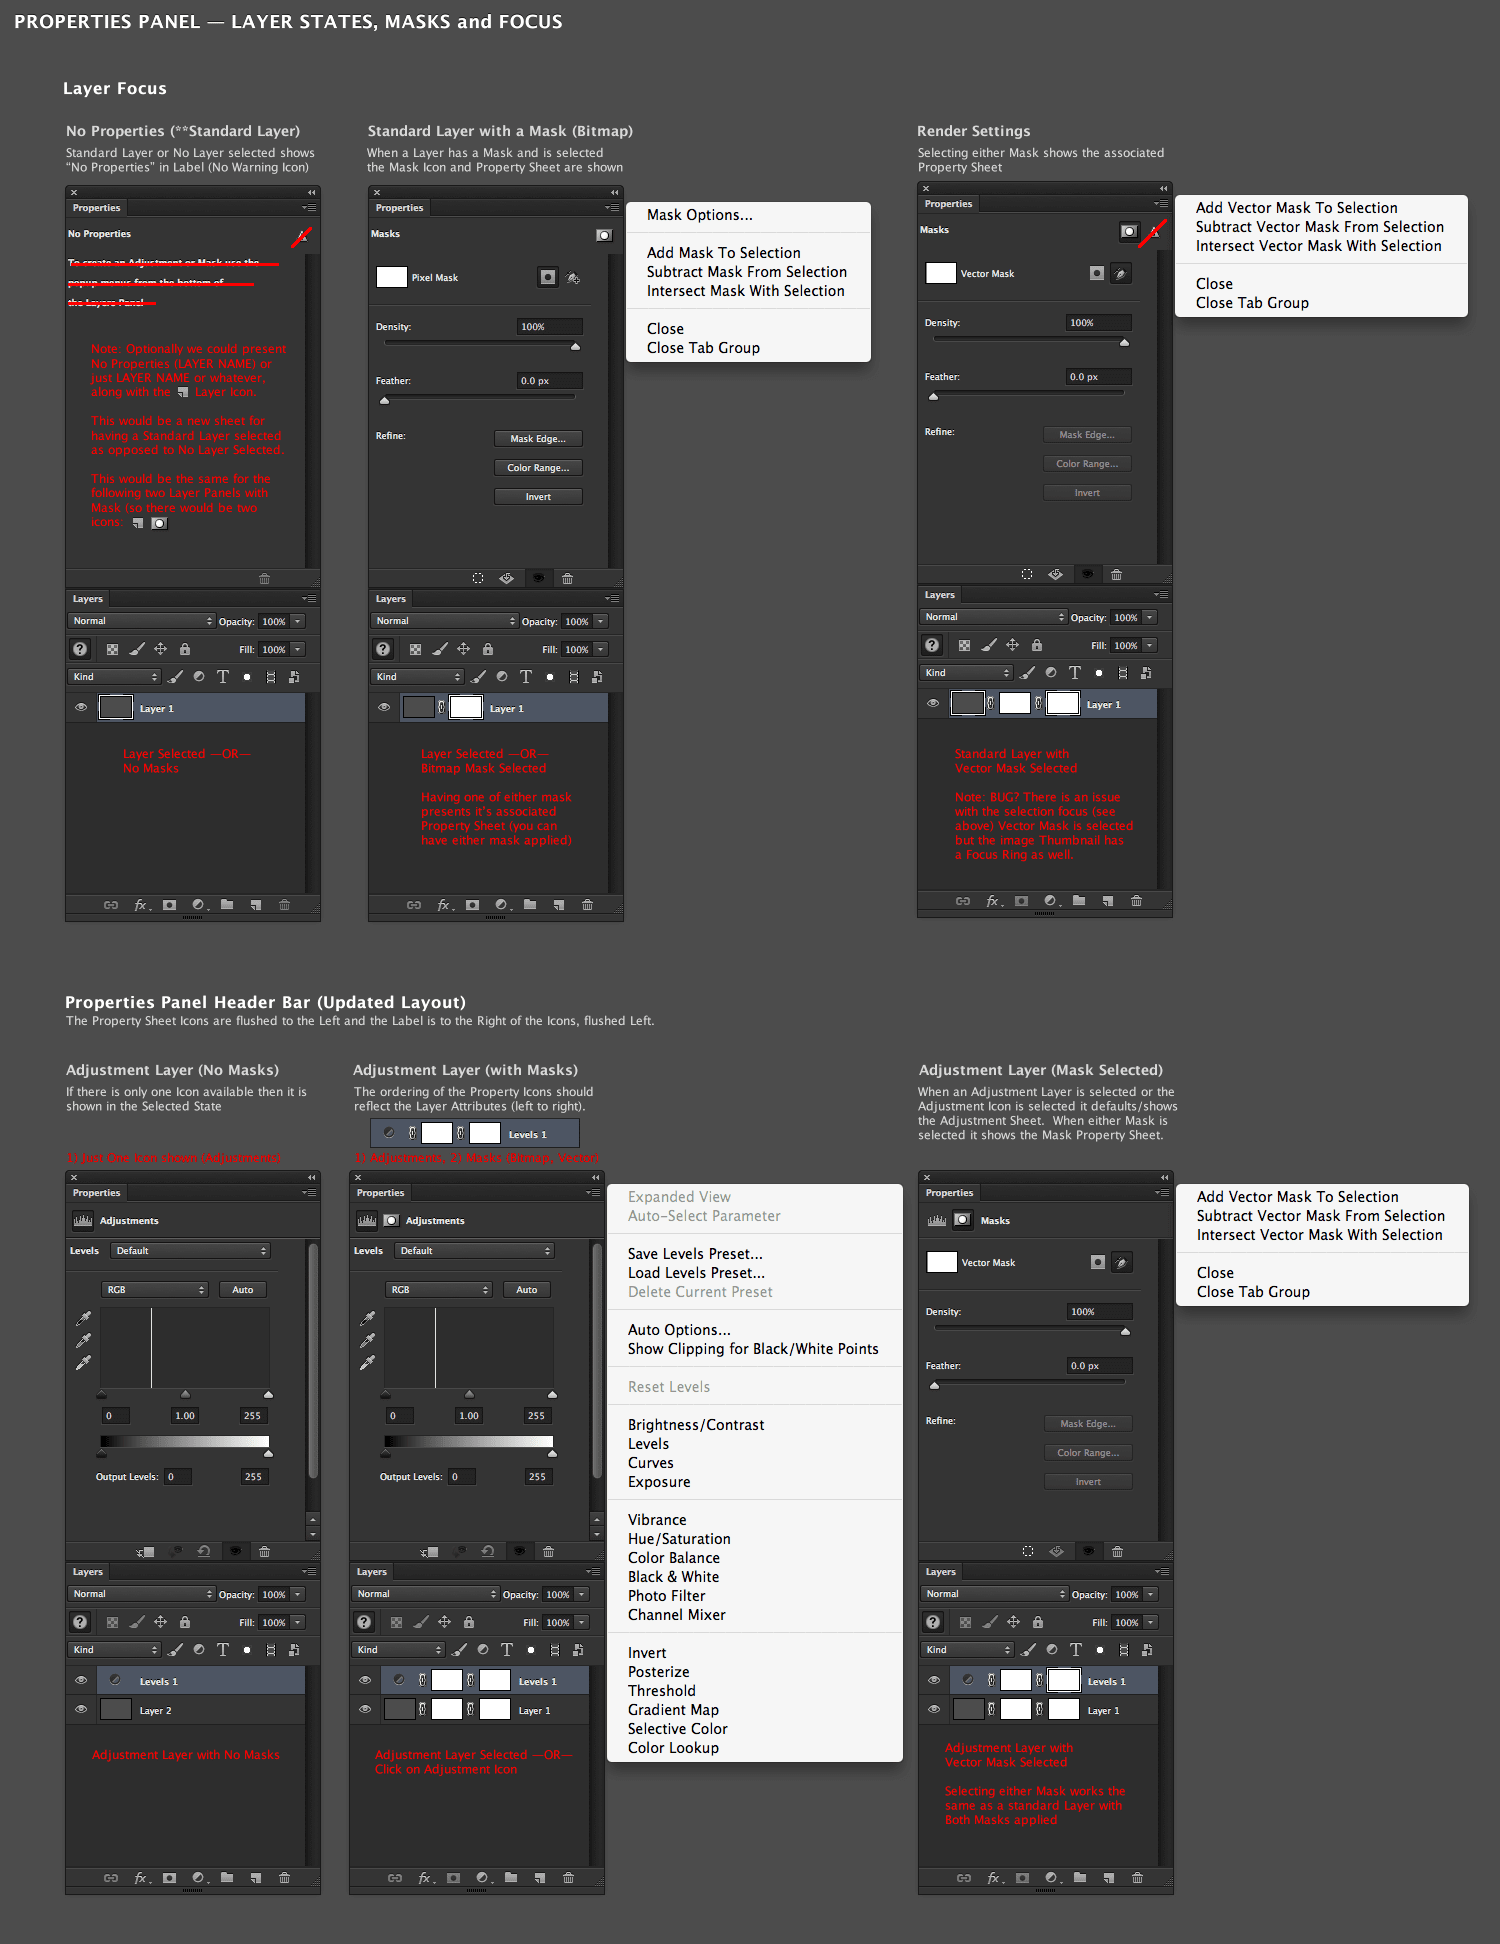 PROPERTIES PANEL — LAYER STATES, MASKS and FOCUS
Layer Focus
No Properties (**Standard Layer)
Standard Layer or No Layer selected shows
"No Properties" in Label (No Warning Icon)
Properties
No Properties
To create an Adjustment or Mask use the
popup menus from the bottom of
the Layers Panel
Note: Optionally we could present
No Properties (LAYER NAME) or
just LAYER NAME or whatever,
along with the Layer Icon.
This would be a new sheet for
having a Standard Layer selected
as opposed to No Layer Selected.
This would be the same for the
following two Layer Panels with
Mask (so there would be two
icons:
Layers
Normal Opacity: 100%
Fill: 100%
Kind
Layer 1
Layer Selected —OR—
No Masks
Standard Layer with a Mask (Bitmap)
When a Layer has a Mask and is selected
the Mask Icon and Property Sheet are shown
Properties
Masks
Pixel Mask
Density: 100%
Feather: 0.0 px
Refine: Mask Edge...
Color Range...
Invert
Layers
Normal Opacity: 100%
Fill: 100%
Kind
Layer 1
Layer Selected —OR—
Bitmap Mask Selected
Having one of either mask
presents it's associated
Property Sheet (you can
have either mask applied)
Mask Options...
Add Mask To Selection
Subtract Mask From Selection
Intersect Mask With Selection
Close
Close Tab Group
Render Settings
Selecting either Mask shows the associated
Property Sheet
Properties
Masks
Vector Mask
Density: 100%
Feather: 0.0 px
Refine: Mask Edge...
Color Range...
Invert
Layers
Normal Opacity: 100%
Fill: 100%
Kind
Layer 1
Standard Layer with
Vector Mask Selected
Note: BUG? There is an issue
with the selection focus (see
above) Vector Mask is selected
but the image Thumbnail has
a Focus Ring as well.
Add Vector Mask To Selection
Subtract Vector Mask From Selection
Intersect Vector Mask With Selection
Close
Close Tab Group
Properties Panel Header Bar (Updated Layout)
The Property Sheet Icons are flushed to the Left and the Label is to the Right of the Icons, flushed Left.
Adjustment Layer (No Masks)
If there is only one Icon available then it is
shown in the Selected State
1) Just One Icon shown (Adjustments)
Properties
Adjustments
Levels Default
RGB Auto
0 1.00 255
Output Levels: 0 255
Layers
Normal Opacity: 100%
Fill: 100%
Kind
Levels 1
Layer 2
Adjustment Layer with No Masks
Adjustment Layer (with Masks)
The ordering of the Property Icons should
reflect the Layer Attributes (left to right).
Levels 1
1) Adjustments, 2) Masks (Bitmap, Vector)
Properties
Adjustments
Levels Default
RGB Auto
0 1.00 255
Output Levels: 0 255
Layers
Normal Opacity: 100%
Fill: 100%
Kind
Levels 1
Layer 1
Adjustment Layer Selected —OR—
Click on Adjustment Icon
Expanded View
Auto-Select Parameter
Save Levels Preset...
Load Levels Preset...
Delete Current Preset
Auto Options...
Show Clipping for Black/White Points
Reset Levels
Brightness/Contrast
Levels
Curves
Exposure
Vibrance
Hue/Saturation
Color Balance
Black & White
Photo Filter
Channel Mixer
Invert
Posterize
Threshold
Gradient Map
Selective Color
Color Lookup
Adjustment Layer (Mask Selected)
When an Adjustment Layer is selected or the
Adjustment Icon is selected it defaults/shows
the Adjustment Sheet. When either Mask is
selected it shows the Mask Property Sheet.
Properties
Masks
Vector Mask
Density: 100%
Feather: 0.0 px
Refine: Mask Edge...
Color Range...
Invert
Layers
Normal Opacity: 100%
Fill: 100%
Kind
Levels 1
Layer 1
Adjustment Layer with
Vector Mask Selected
Selecting either Mask works the
same as a standard Layer with
Both Masks applied
Add Vector Mask To Selection
Subtract Vector Mask From Selection
Intersect Vector Mask With Selection
Close
Close Tab Group